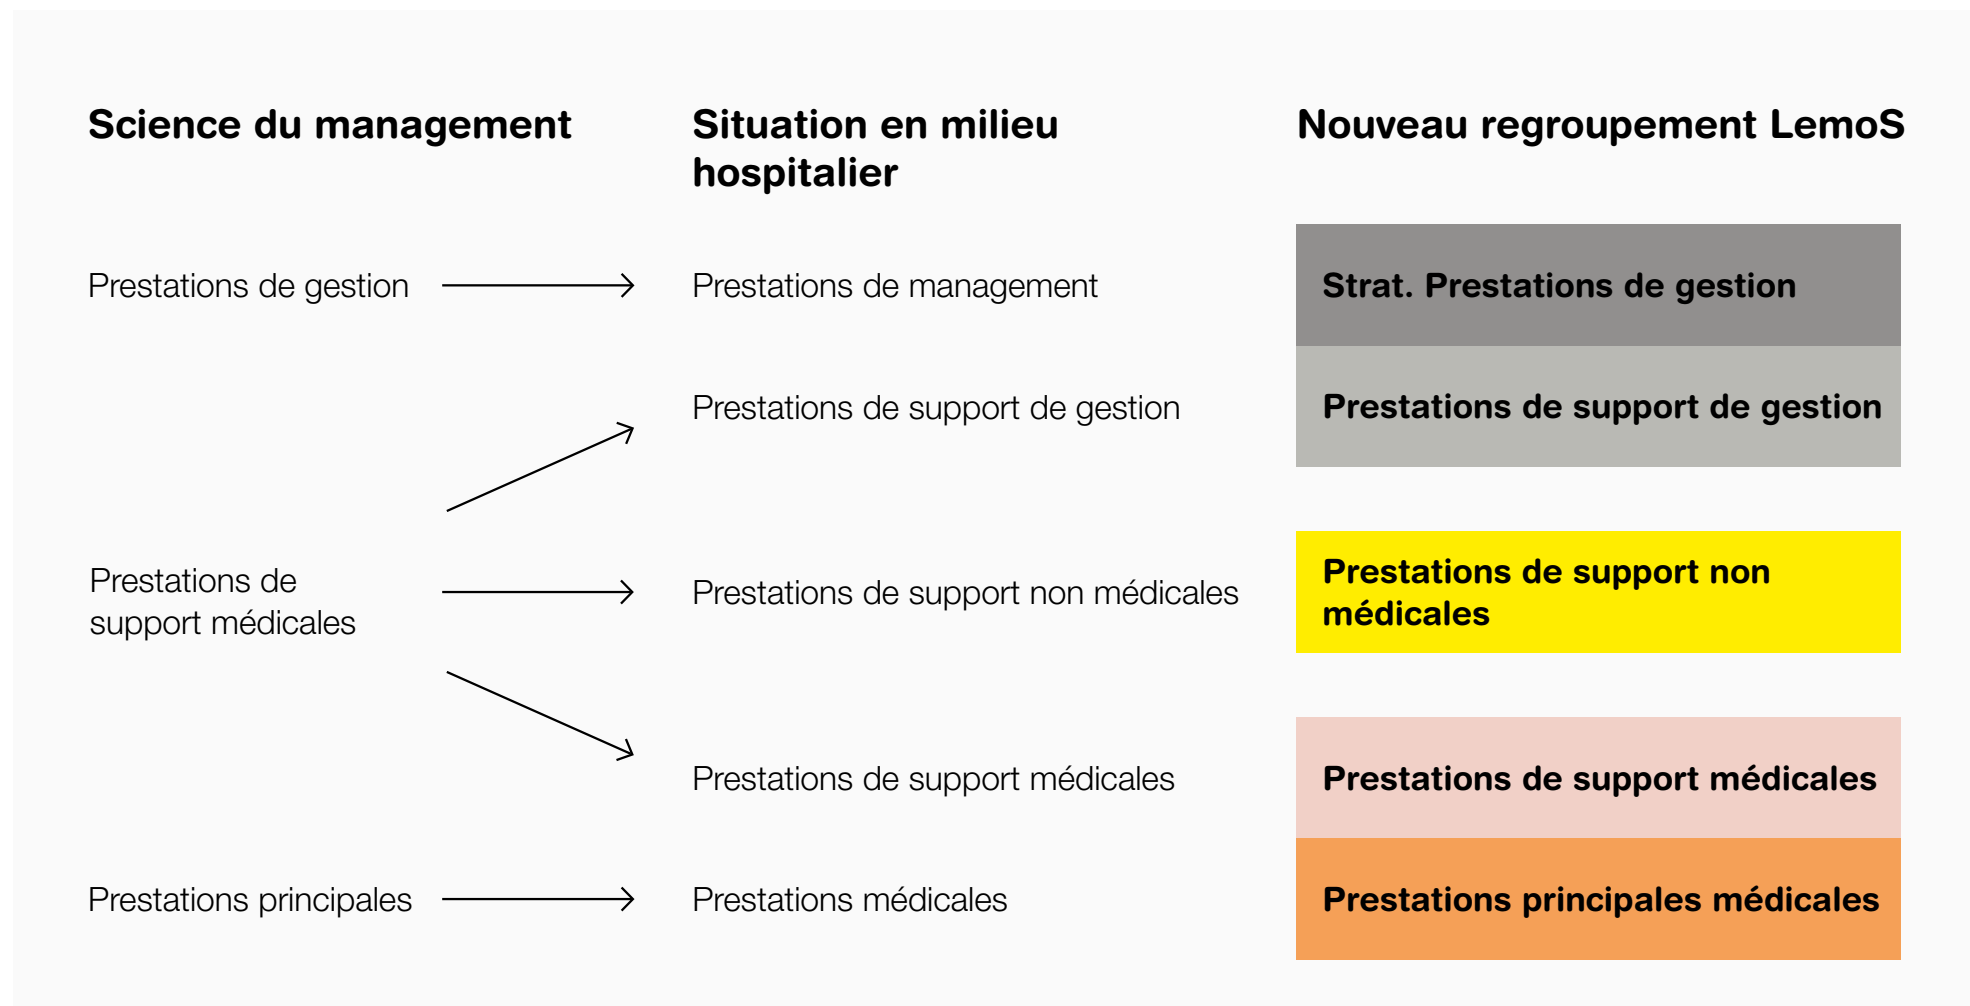 Science du management
Situation en milieu
hospitalier
Nouveau regroupement LemoS
Prestations de gestion
Prestations de management
Strat. Prestations de gestion
Prestations de support de gestion
Prestations de support de gestion
Prestations de
support médicales
Prestations de support non médicales
Prestations de support non
médicales
Prestations de support médicales
Prestations de support médicales
Prestations principales
Prestations médicales
Prestations principales médicales